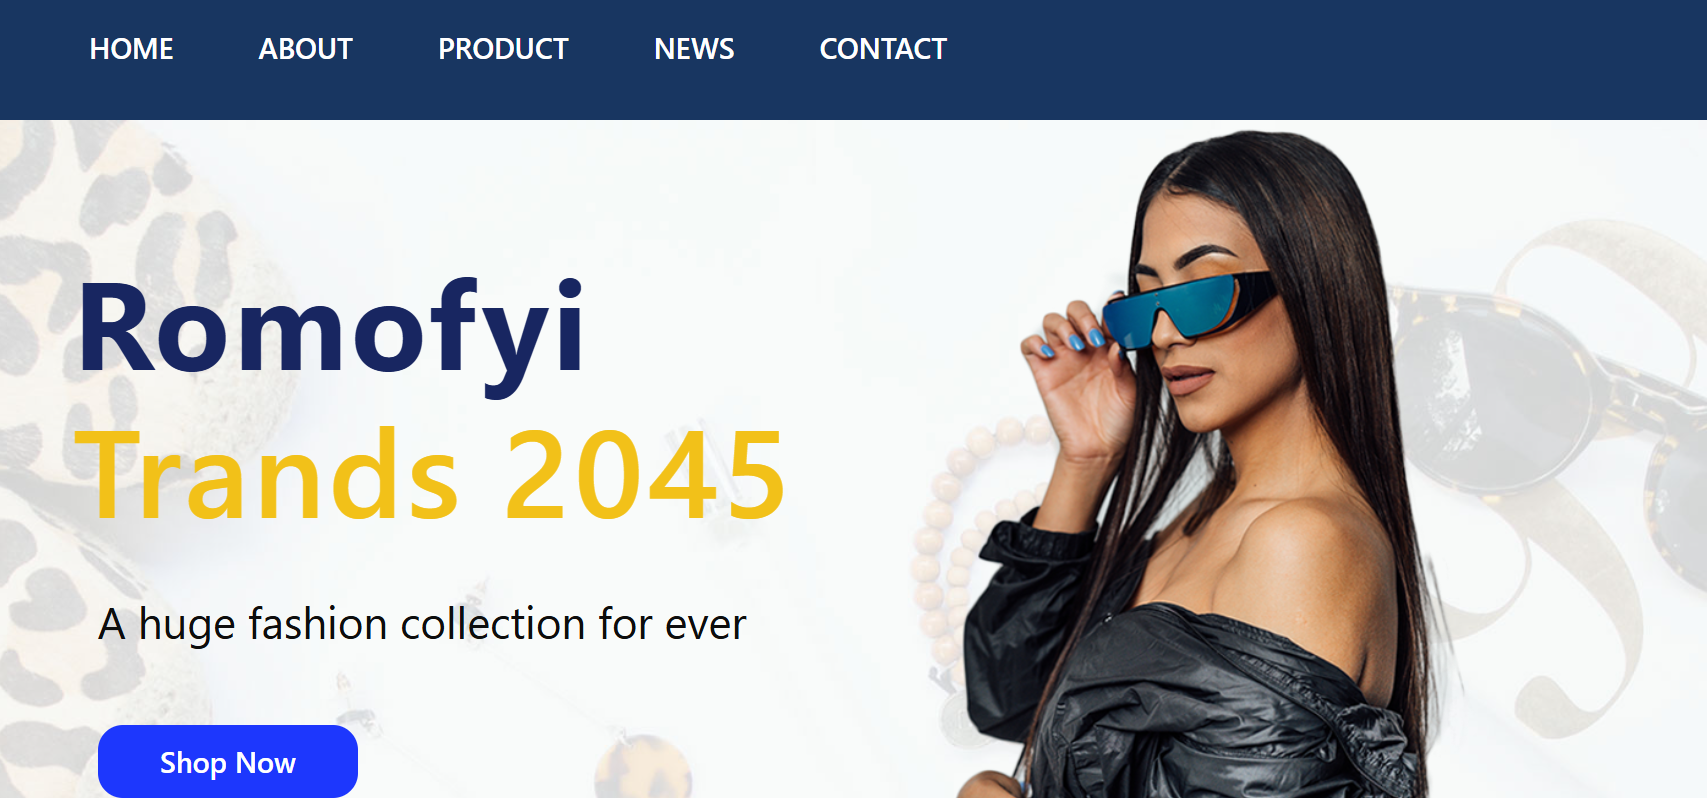 HOME ABOUT PRODUCT NEWS CONTACT
Romofyi
Trands 2045
A huge fashion collection for ever
Shop Now